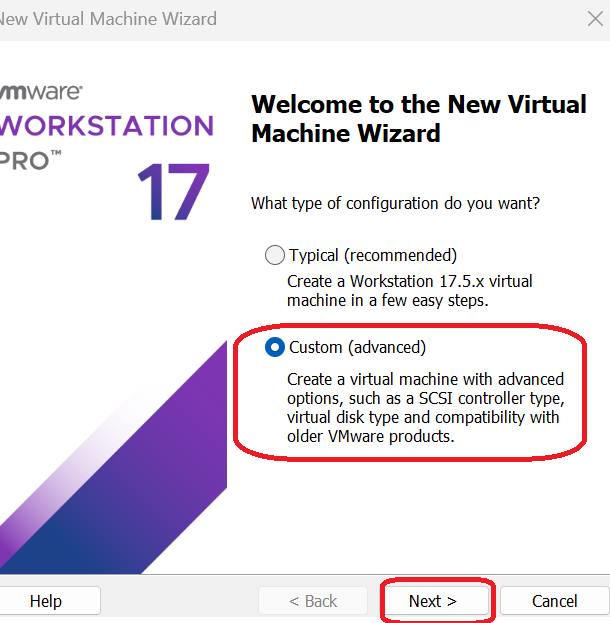 New Virtual Machine Wizard
vmware
WORKSTATION
PRO™
17
Welcome to the New Virtual
Machine Wizard
What type of configuration do you want?
Typical (recommended)
Create a Workstation 17.5.x virtual
machine in a few easy steps.
Custom (advanced)
Create a virtual machine with advanced
options, such as a SCSI controller type,
virtual disk type and compatibility with
older VMware products.
Help
< Back
Next >
Cancel